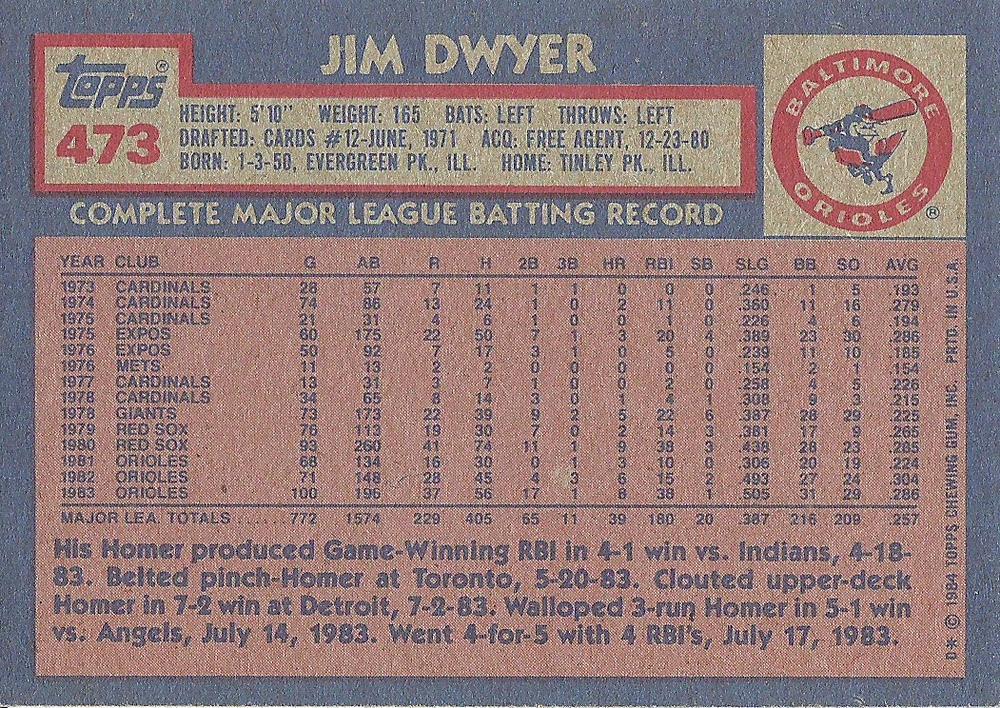 JIM DWYER
Topps®
473
HEIGHT: 5'10" WEIGHT: 165 BATS: LEFT THROWS: LEFT
DRAFTED: CARDS #12-JUNE, 1971 ACQ: FREE AGENT, 12-23-80
BORN: 1-3-50, EVERGREEN PK., ILL. HOME: TINLEY PK., ILL.
BALTIMORE
ORIOLES
®
COMPLETE MAJOR LEAGUE BATTING RECORD
YEAR CLUB G AB R H 2B 3B HR RBI SB SLG BB SO AVG
1973 CARDINALS 28 57 7 11 1 1 0 0 0 .246 1 5 .193
1974 CARDINALS 74 86 13 24 1 0 2 11 0 .360 11 16 .279
1975 CARDINALS 21 31 4 6 1 0 0 1 0 .226 4 6 .194
1975 EXPOS 60 175 22 50 7 1 3 20 4 .389 23 30 .286
1976 EXPOS 50 92 7 17 3 1 0 5 0 .239 11 10 .185
1976 METS 11 13 2 2 0 0 0 0 0 .154 2 1 .154
1977 CARDINALS 13 31 3 7 1 0 0 2 0 .258 4 5 .226
1978 CARDINALS 34 65 8 14 3 0 1 4 1 .308 9 3 .215
1978 GIANTS 73 173 22 39 9 2 5 22 6 .387 28 29 .225
1979 RED SOX 76 113 19 30 7 0 2 14 3 .381 17 9 .265
1980 RED SOX 93 260 41 74 11 1 9 38 3 .438 28 23 .285
1981 ORIOLES 68 134 16 30 0 1 3 10 0 .306 20 19 .224
1982 ORIOLES 71 148 28 45 4 3 6 15 2 .493 27 24 .304
1983 ORIOLES 100 196 37 56 17 1 8 38 1 .505 31 29 .286
MAJOR LEA. TOTALS ...... 772 1574 229 405 65 11 39 180 20 .387 216 209 .257
His Homer produced Game-Winning RBI in 4-1 win vs. Indians, 4-18-
83. Belted pinch-Homer at Toronto, 5-20-83. Clouted upper-deck
Homer in 7-2 win at Detroit, 7-2-83. Walloped 3-run Homer in 5-1 win
vs. Angels, July 14, 1983. Went 4-for-5 with 4 RBI's, July 17, 1983.
D* © 1984 TOPPS CHEWING GUM, INC. PRTD. IN U.S.A.